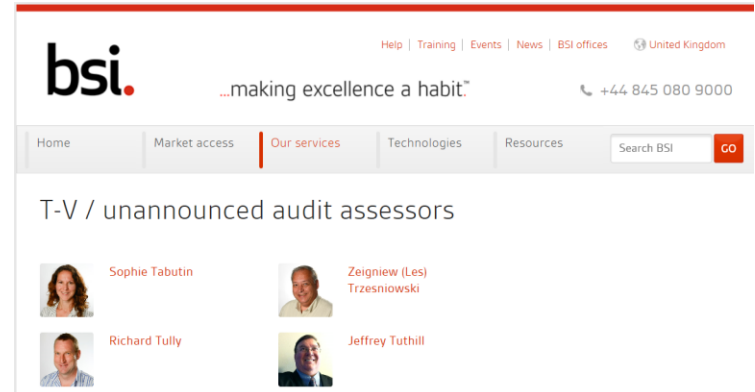 Help | Training | Events | News | BSI offices United Kingdom
bsi.
...making excellence a habit.™
+44 845 080 9000
Home Market access Our services Technologies Resources Search BSI GO
T-V / unannounced audit assessors
Sophie Tabutin
Zeigniew (Les)
Trzesniowski
Richard Tully
Jeffrey Tuthill